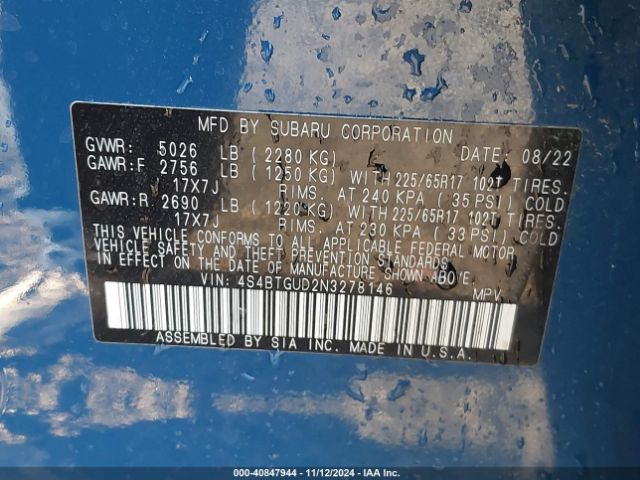 MFD BY SUBARU CORPORATION DATE: 08/22
GVWR: 5026 LB (2280 KG)
GAWR:F 2756 LB (1250 KG) WITH 225/65R17 102T TIRES.
17X7J RIMS. AT 240 KPA (35 PSI) COLD
GAWR:R 2690 LB (1220 KG) WITH 225/65R17 102T TIRES.
17X7J RIMS. AT 230 KPA (33 PSI) COLD
THIS VEHICLE CONFORMS TO ALL APPLICABLE FEDERAL MOTOR
VEHICLE SAFETY AND THEFT PREVENTION STANDARDS
IN EFFECT ON THE DATE OF MANUFACTURE SHOWN ABOVE.
VIN: 4S4BTGUD2N3278146 MPV
ASSEMBLED BY SIA INC. MADE IN U.S.A.
000-40847944 - 11/12/2024 - IAA Inc.